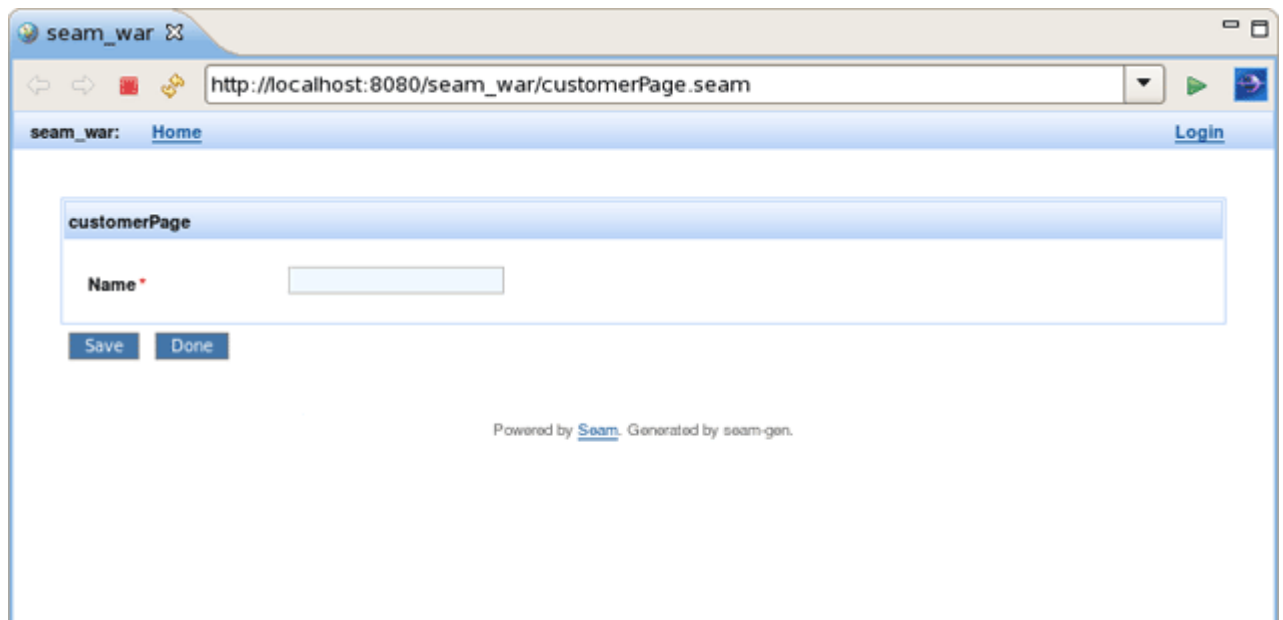 seam_war
http://localhost:8080/seam_war/customerPage.seam
seam_war: Home Login
customerPage
Name*
Save Done
Powered by Seam. Generated by seam-gen.